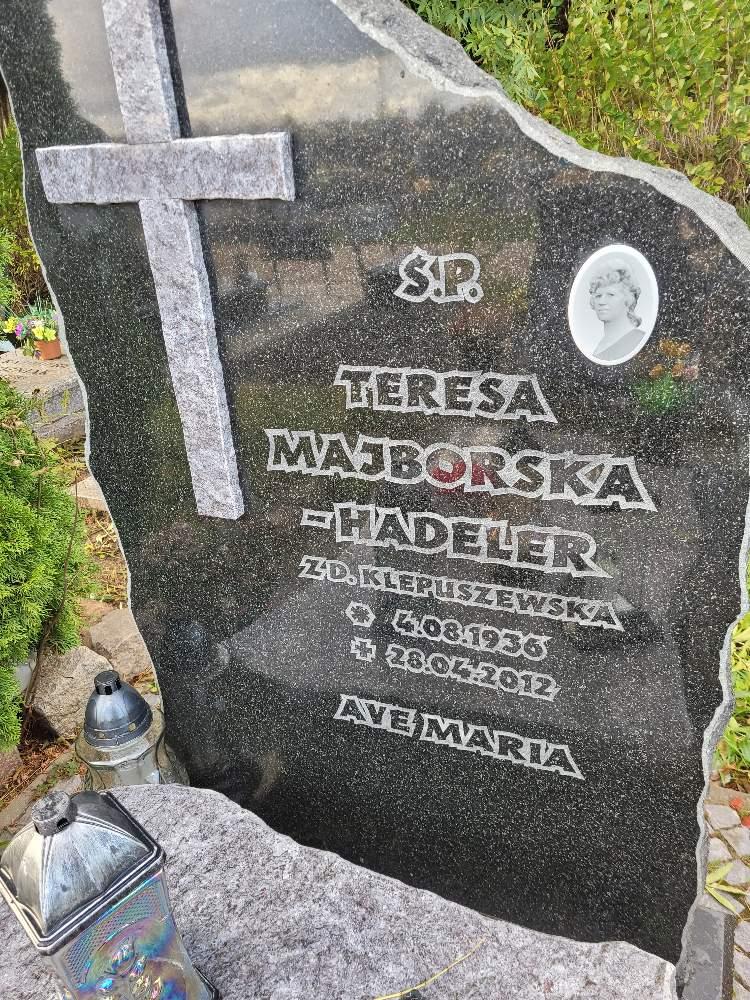 Ś.P.
TERESA
MAJBORSKA
-HADELER
Z D. KLEPUSZEWSKA
* 4.08.1936
+ 28.04.2012
AVE MARIA